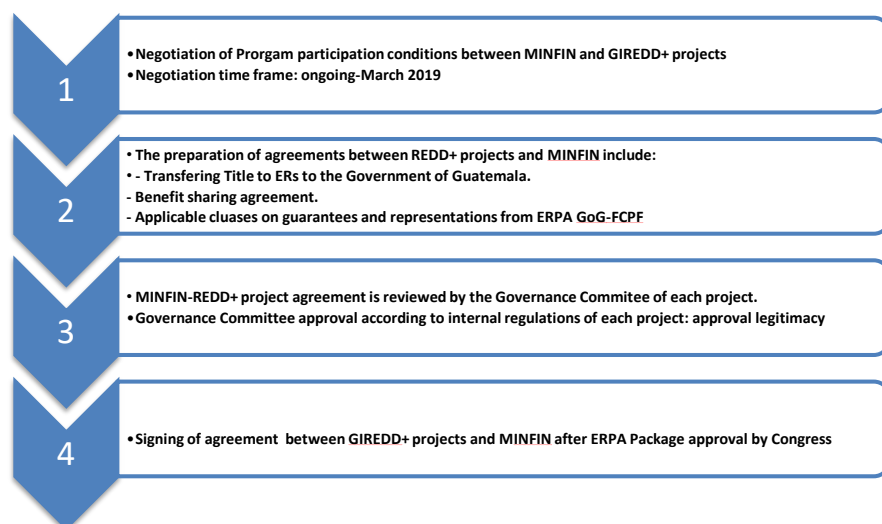 1
•Negotiation of Prorgam participation conditions between MINFIN and GIREDD+ projects
•Negotiation time frame: ongoing-March 2019
2
• The preparation of agreements between REDD+ projects and MINFIN include:
• - Transfering Title to ERs to the Government of Guatemala.
- Benefit sharing agreement.
- Applicable cluases on guarantees and representations from ERPA GoG-FCPF
3
• MINFIN-REDD+ project agreement is reviewed by the Governance Commitee of each project.
•Governance Committee approval according to internal regulations of each project: approval legitimacy
4
•Signing of agreement between GIREDD+ projects and MINFIN after ERPA Package approval by Congress